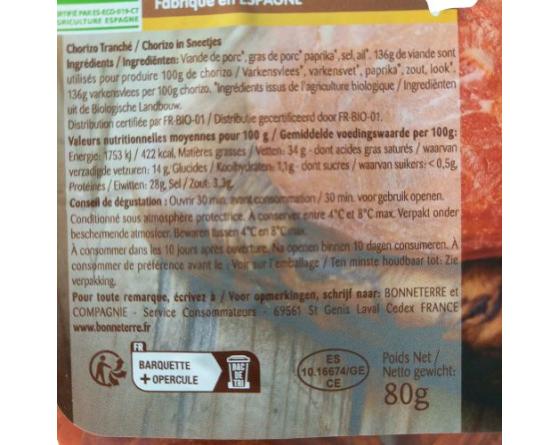 Fabriqué en ESPAGNE
CERTIFIÉ PAR ES-ECO-019-CT
AGRICULTURE ESPAGNE
Chorizo Tranché / Chorizo in Sneetjes
Ingrédients / Ingrediënten: Viande de porc*, gras de porc* paprika*, sel, ail*. 136g de viande sont
utilisés pour produire 100g de chorizo / Varkensvlees*, varkensvet*, paprika*, zout, look*.
136g varkensvlees per 100g chorizo. *Ingrédients issus de l'agriculture biologique / Ingrediënten
uit de Biologische Landbouw.
Distribution certifiée par FR-BIO-01 / Distributie gecertificeerd door FR-BIO-01.
Valeurs nutritionnelles moyennes pour 100 g / Gemiddelde voedingswaarde per 100g:
Energie: 1753 kJ / 422 kcal, Matières grasses / Vetten: 34 g - dont acides gras saturés / waarvan
verzadigde vetzuren: 14 g, Glucides / Koolhydraten: 1,1g - dont sucres / waarvan suikers: < 0,5g,
Protéines / Eiwitten: 28g, Sel / Zout: 3,3g.
Conseil de dégustation : Ouvrir 30 min. avant consommation / 30 min. voor gebruik openen.
Conditionné sous atmosphère protectrice. A conserver entre 4°C et 8°C max. Verpakt onder
beschermende atmosfeer. Bewaren tussen 4°C en 8°C max.
À consommer dans les 10 jours après ouverture. Na openen binnen 10 dagen consumeren. À
consommer de préférence avant le : Voir sur l'emballage / Ten minste houdbaar tot: Zie
verpakking.
Pour toute remarque, écrivez à / Voor opmerkingen, schrijf naar: BONNETERRE et
COMPAGNIE - Service Consommateurs - 69561 St Genis Laval Cedex FRANCE
www.bonneterre.fr
FR
BARQUETTE
+ OPERCULE
BAC
DE
TRI
ES
10.16674/GE
CE
Poids Net /
Netto gewicht:
80g